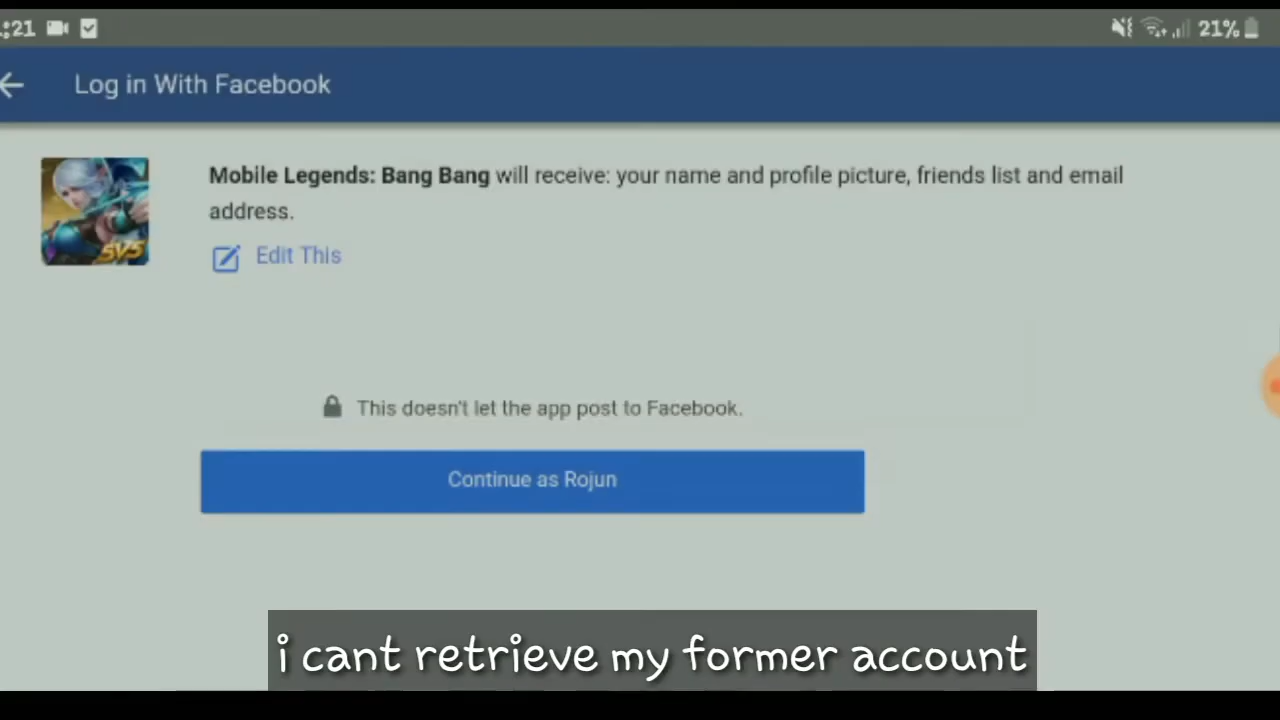 :21
21%
Log in With Facebook
Mobile Legends: Bang Bang will receive: your name and profile picture, friends list and email
address.
5V5
Edit This
This doesn't let the app post to Facebook.
Continue as Rojun
i cant retrieve my former account